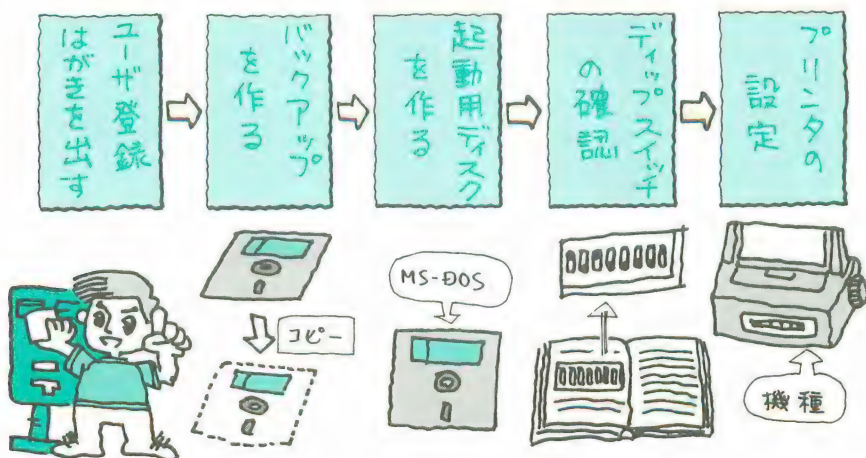 ユーザ登録
はがきを出す
バックアップ
を作る
起動用ディスク
を作る
ディップスイッチ
の確認
プリンタの
設定
コピー
MS-DOS
機種